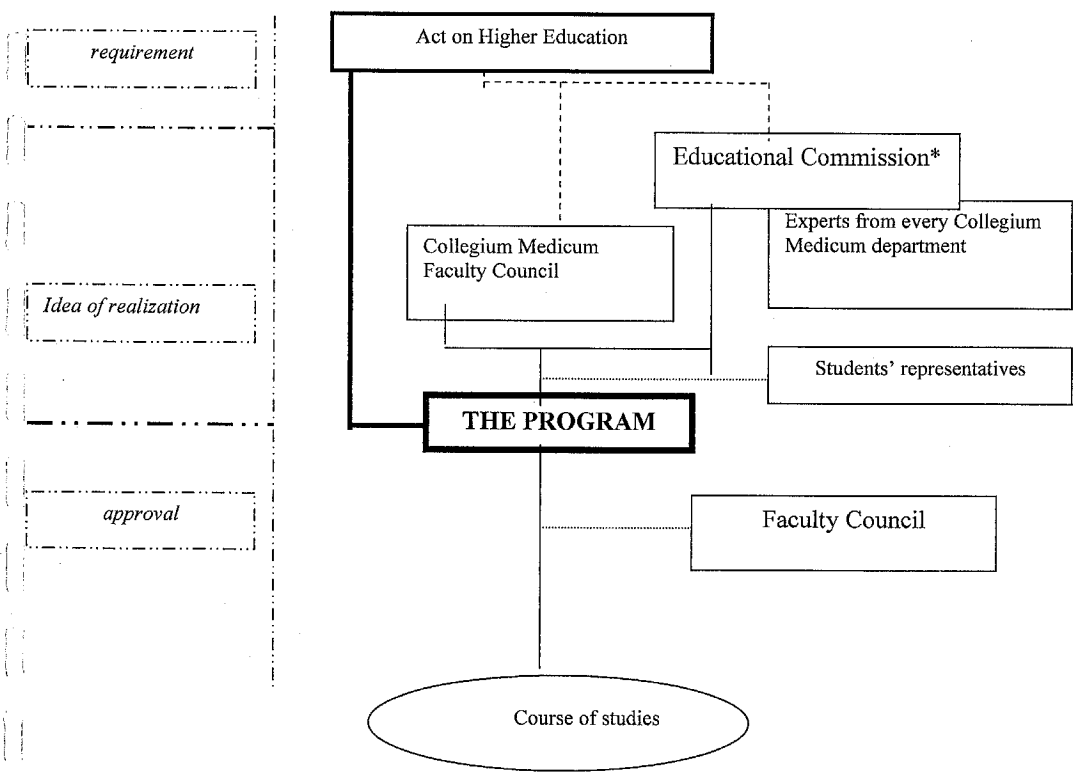 requirement
Act on Higher Education
Educational Commission*
Experts from every Collegium
Medicum department
Collegium Medicum
Faculty Council
Idea of realization
Students' representatives
THE PROGRAM
approval
Faculty Council
Course of studies